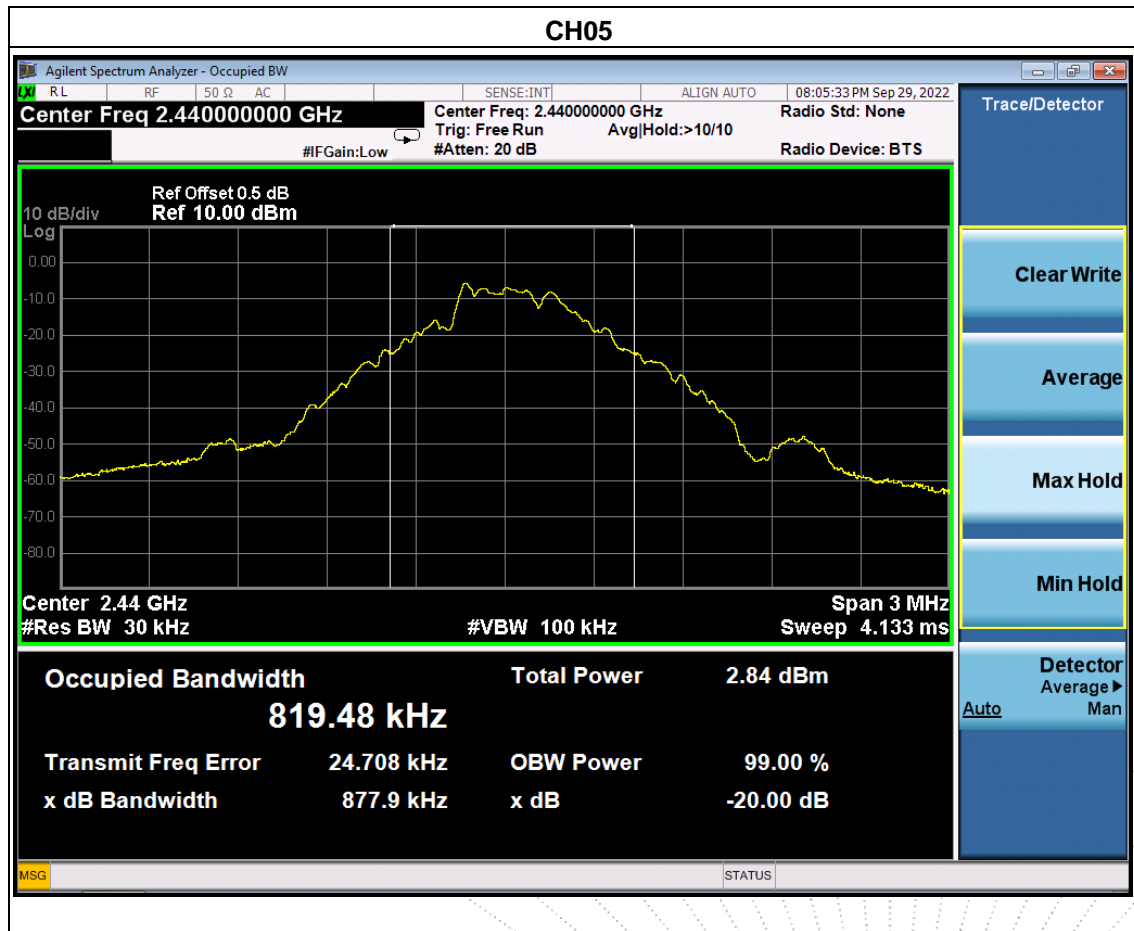 CH05
Agilent Spectrum Analyzer - Occupied BW
LXI RL RF 50 Ω AC SENSE:INT ALIGN AUTO 08:05:33 PM Sep 29, 2022
Center Freq 2.440000000 GHz
Center Freq: 2.440000000 GHz Radio Std: None
Trig: Free Run Avg|Hold:>10/10
#IFGain:Low #Atten: 20 dB Radio Device: BTS
Ref Offset 0.5 dB
10 dB/div Ref 10.00 dBm
Log
0.00
-10.0
-20.0
-30.0
-40.0
-50.0
-60.0
-70.0
-80.0
Center 2.44 GHz Span 3 MHz
#Res BW 30 kHz #VBW 100 kHz Sweep 4.133 ms
Occupied Bandwidth Total Power 2.84 dBm
819.48 kHz
Transmit Freq Error 24.708 kHz OBW Power 99.00 %
x dB Bandwidth 877.9 kHz x dB -20.00 dB
MSG STATUS
Trace/Detector
Clear Write
Average
Max Hold
Min Hold
Detector
Average▶
Auto Man